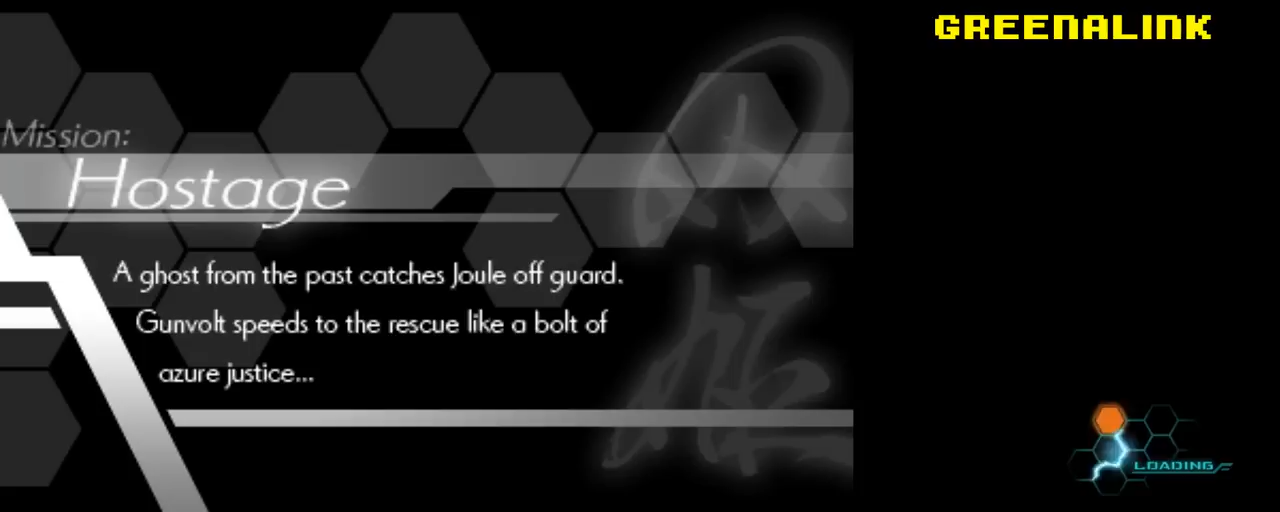 GREENALINK
Mission:
Hostage
A ghost from the past catches Joule off guard.
Gunvolt speeds to the rescue like a bolt of
azure justice...
LOADING